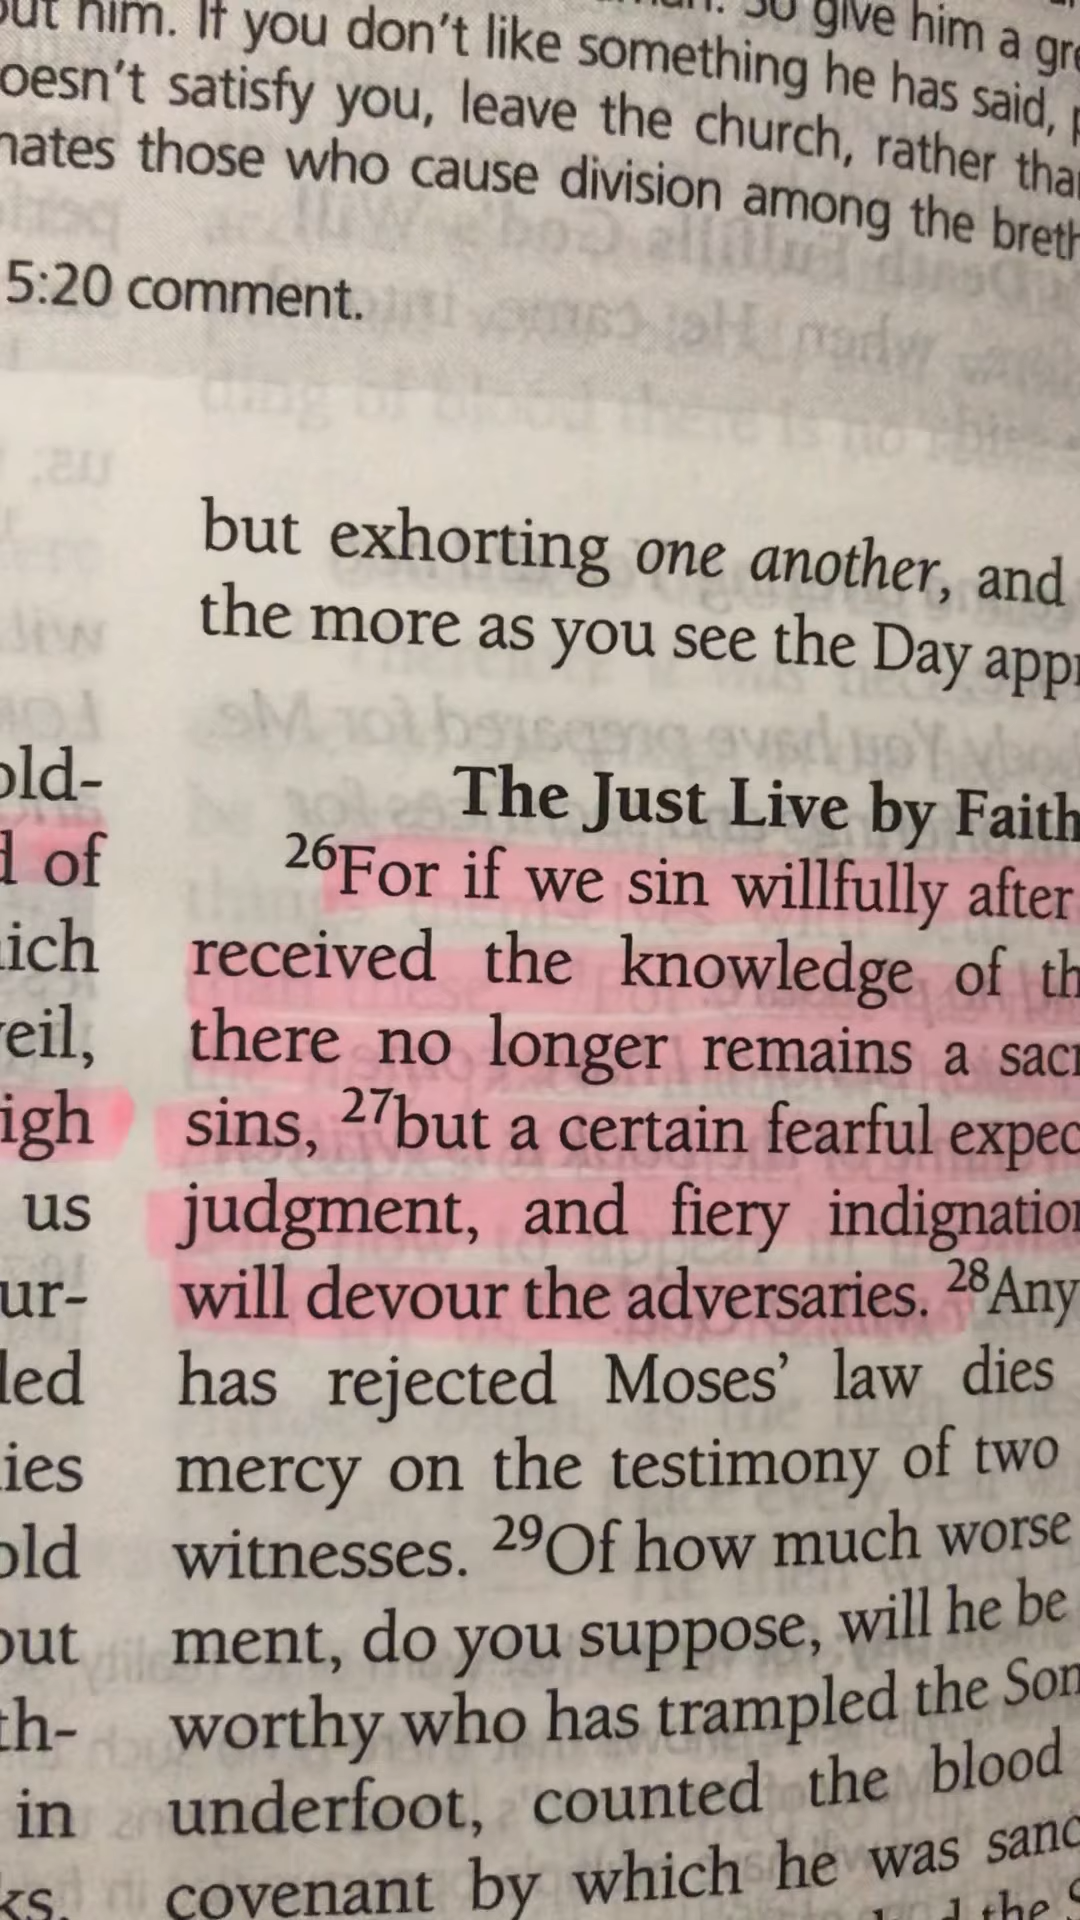 out him. If you don't like something he has said,
oesn't satisfy you, leave the church, rather tha
hates those who cause division among the breth
5:20 comment.
old-
d of
ich
veil,
igh
us
ur-
led
ies
old
out
th-
in
ks.
but exhorting one another, and
the more as you see the Day app
The Just Live by Faith
26For if we sin willfully after
received the knowledge of th
there no longer remains a sacr
sins, 27but a certain fearful expec
judgment, and fiery indignation
will devour the adversaries. 28Any
has rejected Moses' law dies
mercy on the testimony of two
witnesses. 29Of how much worse
ment, do you suppose, will he be
worthy who has trampled the Son
underfoot, counted the blood
covenant by which he was sanc